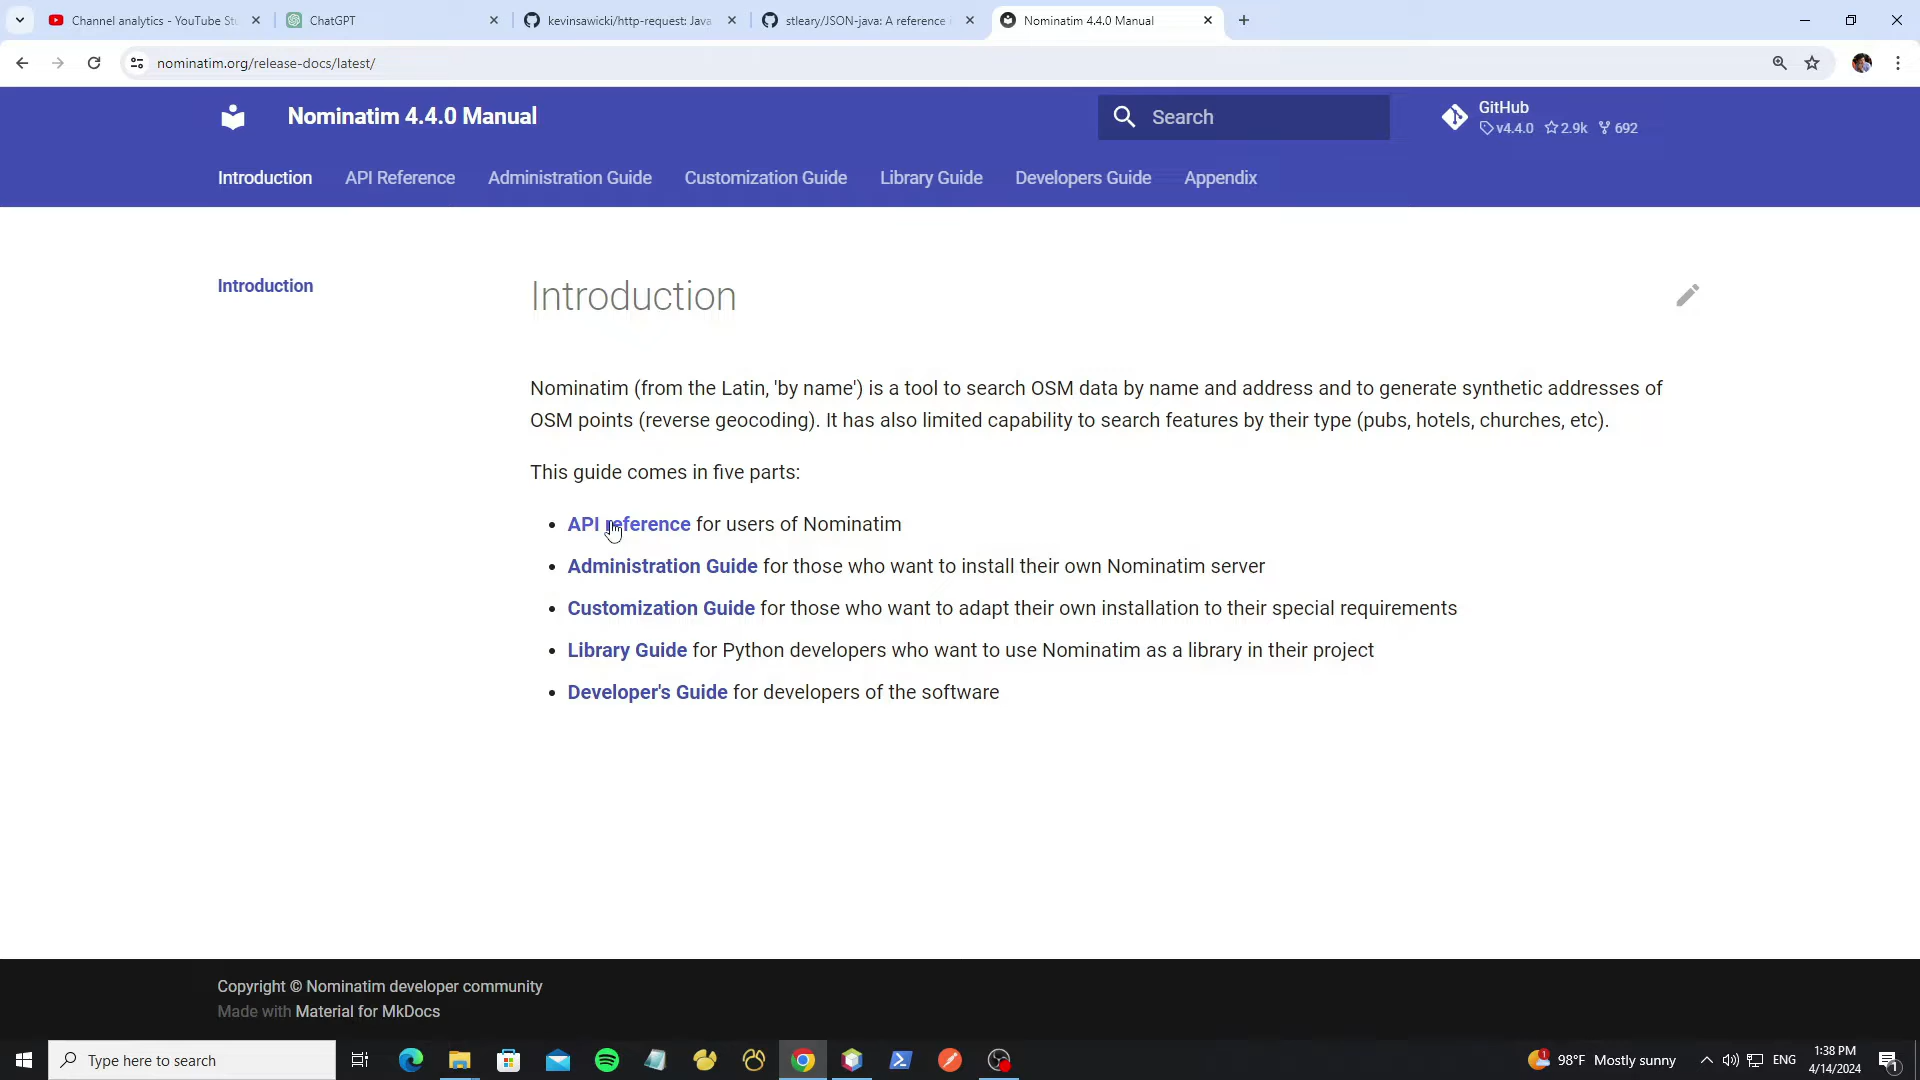 Channel analytics - YouTube St
ChatGPT
kevinsawicki/http-request: Java
stleary/JSON-java: A reference
Nominatim 4.4.0 Manual
nominatim.org/release-docs/latest/
Nominatim 4.4.0 Manual
Search
GitHub
v4.4.0 2.9k 692
Introduction API Reference Administration Guide Customization Guide Library Guide Developers Guide Appendix
Introduction
Introduction
Nominatim (from the Latin, 'by name') is a tool to search OSM data by name and address and to generate synthetic addresses of
OSM points (reverse geocoding). It has also limited capability to search features by their type (pubs, hotels, churches, etc).
This guide comes in five parts:
API reference for users of Nominatim
Administration Guide for those who want to install their own Nominatim server
Customization Guide for those who want to adapt their own installation to their special requirements
Library Guide for Python developers who want to use Nominatim as a library in their project
Developer's Guide for developers of the software
Copyright © Nominatim developer community
Made with Material for MkDocs
Type here to search
98°F Mostly sunny
ENG
1:38 PM
4/14/2024
1